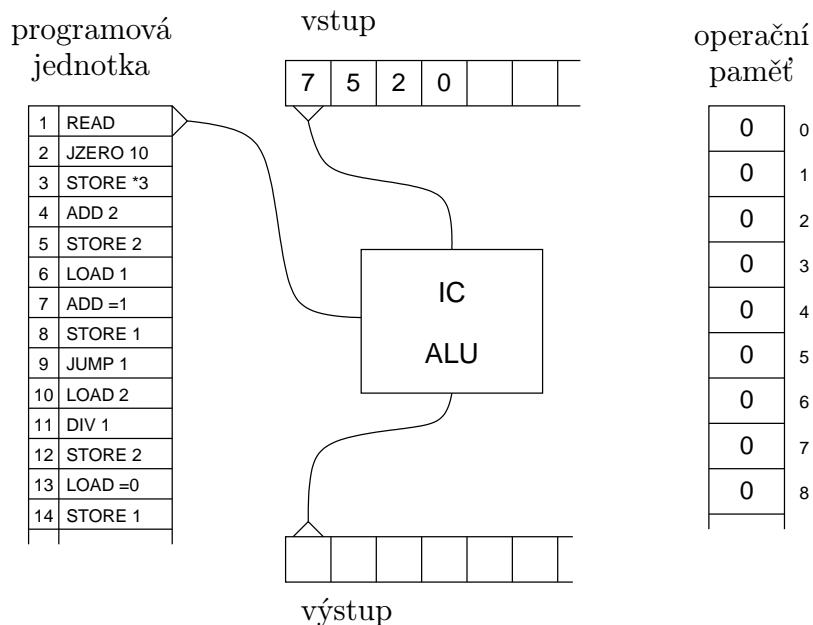 programová
jednotka
1 READ
2 JZERO 10
3 STORE *3
4 ADD 2
5 STORE 2
6 LOAD 1
7 ADD =1
8 STORE 1
9 JUMP 1
10 LOAD 2
11 DIV 1
12 STORE 2
13 LOAD =0
14 STORE 1
vstup
7 5 2 0
IC
ALU
výstup
operační
paměť
0 0
0 1
0 2
0 3
0 4
0 5
0 6
0 7
0 8